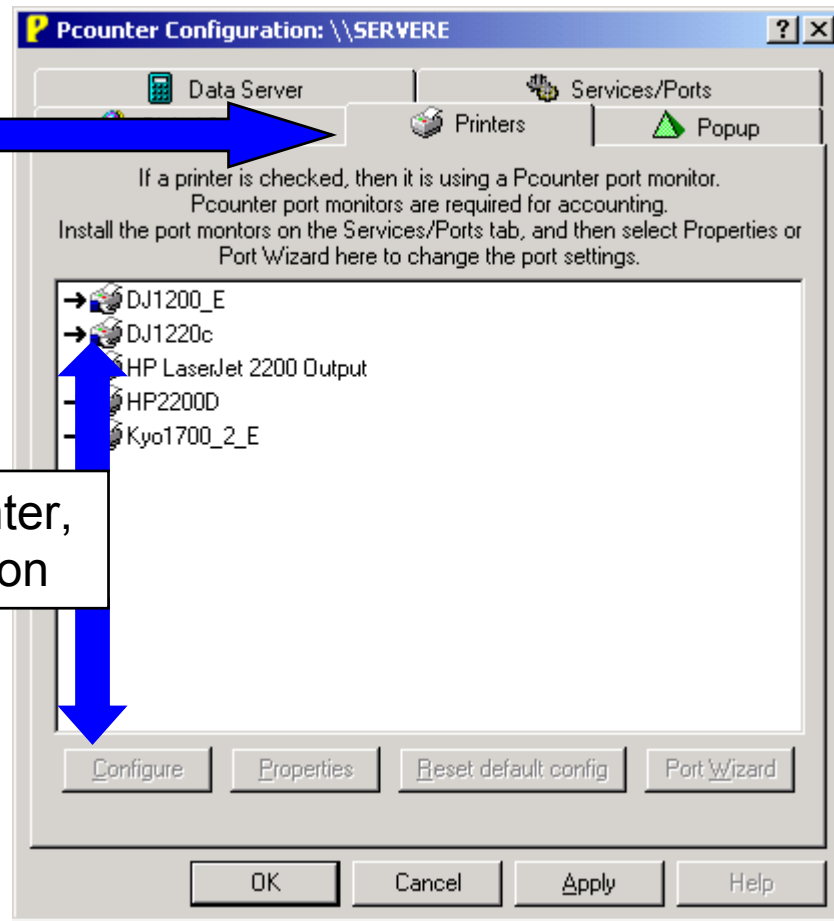 Pcounter Configuration: \\SERVERE
Data Server
Services/Ports
Printers
Popup
If a printer is checked, then it is using a Pcounter port monitor.
Pcounter port monitors are required for accounting.
Install the port montors on the Services/Ports tab, and then select Properties or
Port Wizard here to change the port settings.
DJ1200_E
DJ1220c
HP LaserJet 2200 Output
HP2200D
Kyo1700_2_E
Configure
Properties
Reset default config
Port Wizard
OK
Cancel
Apply
Help